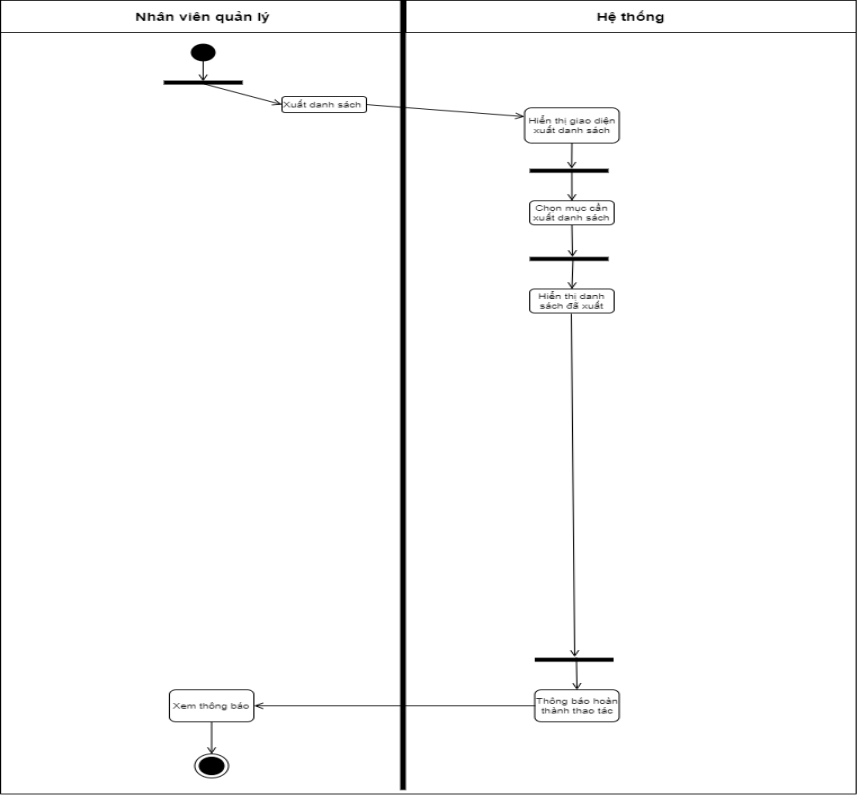 Nhân viên quản lý
Hệ thống
Xuất danh sách
Hiển thị giao diện
xuất danh sách
Chọn mục cần
xuất danh sách
Hiển thị danh
sách đã xuất
Thông báo hoàn
thành thao tác
Xem thông báo